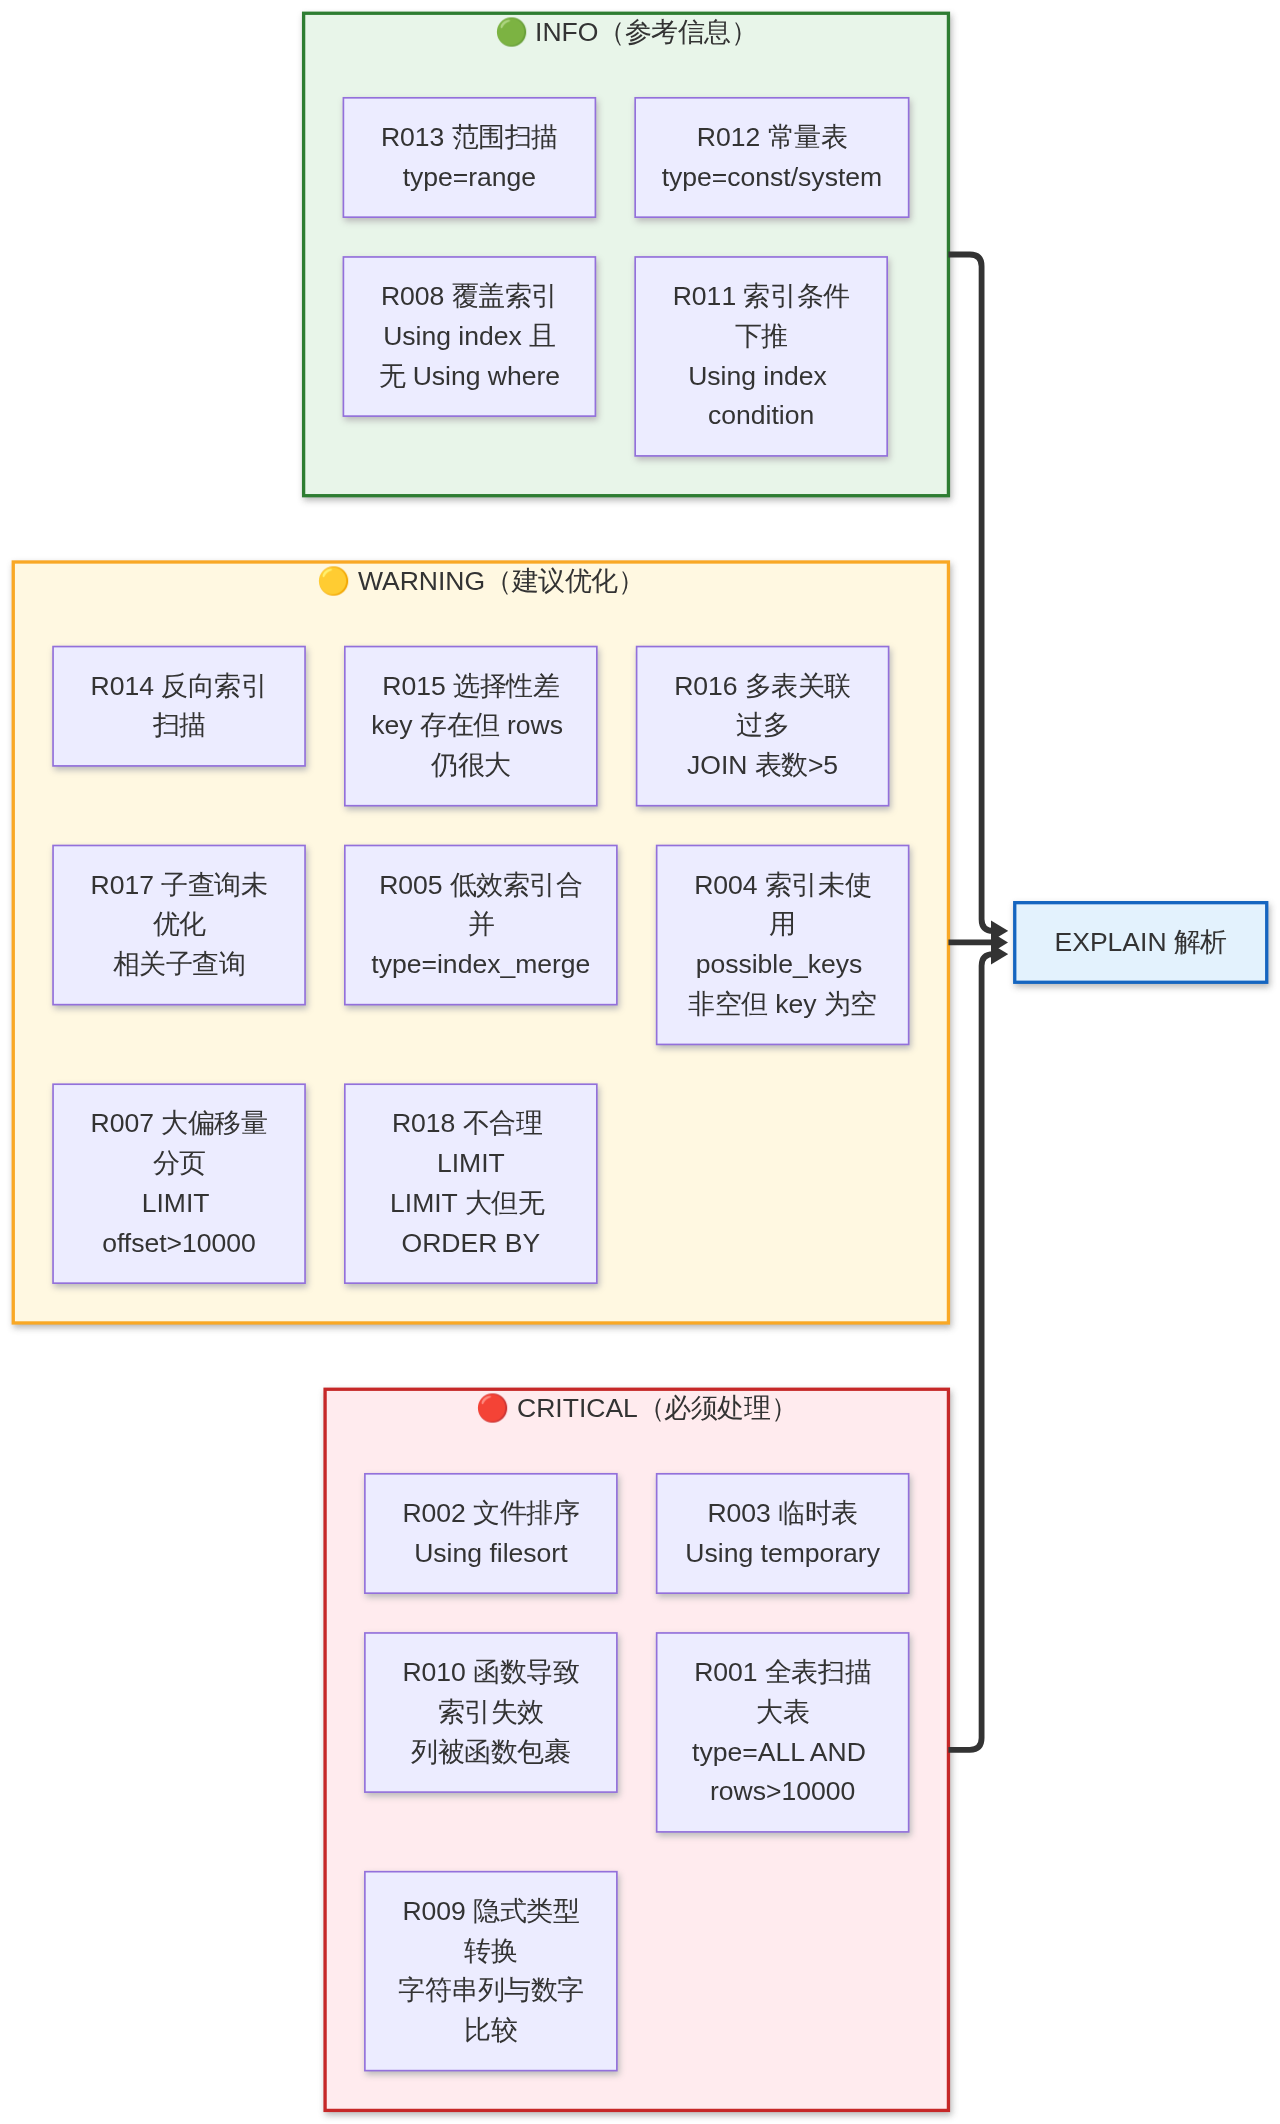 🟢 INFO（参考信息）
R013 范围扫描
type=range
R012 常量表
type=const/system
R008 覆盖索引
Using index 且
无 Using where
R011 索引条件
下推
Using index
condition
🟡 WARNING（建议优化）
R014 反向索引
扫描
R015 选择性差
key 存在但 rows
仍很大
R016 多表关联
过多
JOIN 表数>5
R017 子查询未
优化
相关子查询
R005 低效索引合
并
type=index_merge
R004 索引未使
用
possible_keys
非空但 key 为空
R007 大偏移量
分页
LIMIT
offset>10000
R018 不合理
LIMIT
LIMIT 大但无
ORDER BY
EXPLAIN 解析
🔴 CRITICAL（必须处理）
R002 文件排序
Using filesort
R003 临时表
Using temporary
R010 函数导致
索引失效
列被函数包裹
R001 全表扫描
大表
type=ALL AND
rows>10000
R009 隐式类型
转换
字符串列与数字
比较